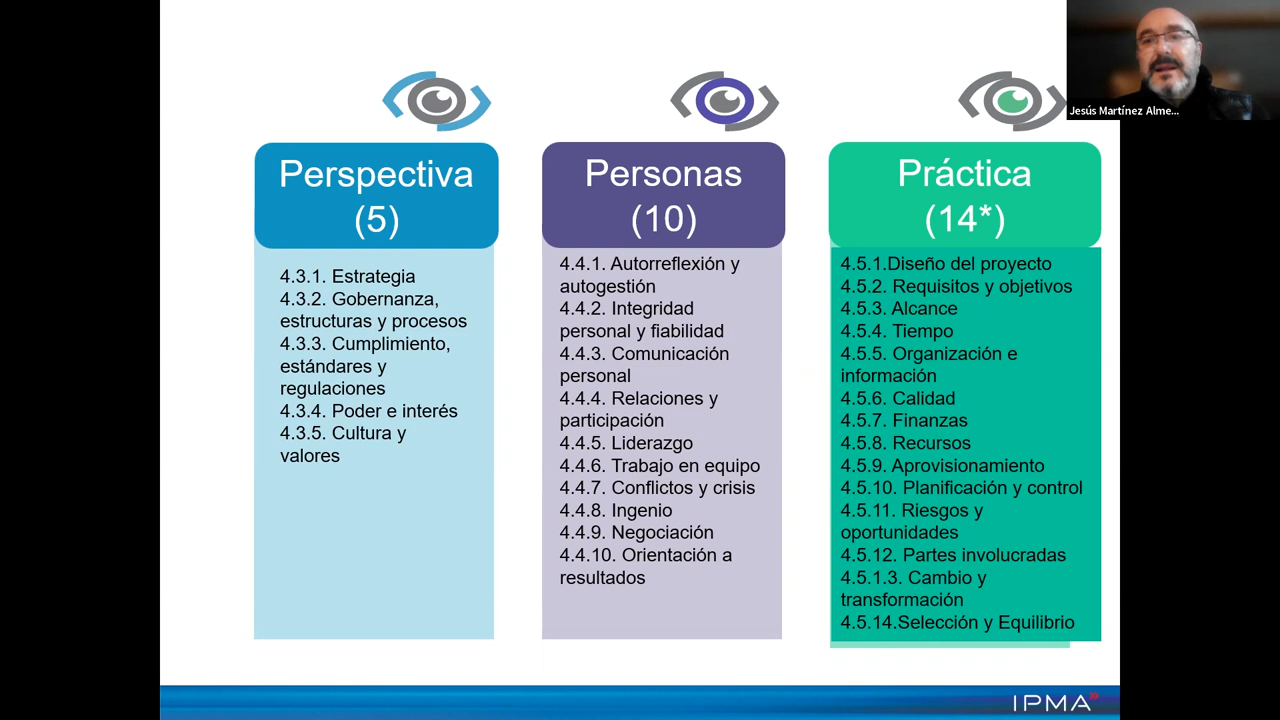 Jesús Martínez Alme...
Perspectiva
(5)
4.3.1. Estrategia
4.3.2. Gobernanza,
estructuras y procesos
4.3.3. Cumplimiento,
estándares y
regulaciones
4.3.4. Poder e interés
4.3.5. Cultura y
valores
Personas
(10)
4.4.1. Autorreflexión y
autogestión
4.4.2. Integridad
personal y fiabilidad
4.4.3. Comunicación
personal
4.4.4. Relaciones y
participación
4.4.5. Liderazgo
4.4.6. Trabajo en equipo
4.4.7. Conflictos y crisis
4.4.8. Ingenio
4.4.9. Negociación
4.4.10. Orientación a
resultados
Práctica
(14*)
4.5.1.Diseño del proyecto
4.5.2. Requisitos y objetivos
4.5.3. Alcance
4.5.4. Tiempo
4.5.5. Organización e
información
4.5.6. Calidad
4.5.7. Finanzas
4.5.8. Recursos
4.5.9. Aprovisionamiento
4.5.10. Planificación y control
4.5.11. Riesgos y
oportunidades
4.5.12. Partes involucradas
4.5.1.3. Cambio y
transformación
4.5.14.Selección y Equilibrio
IPMA